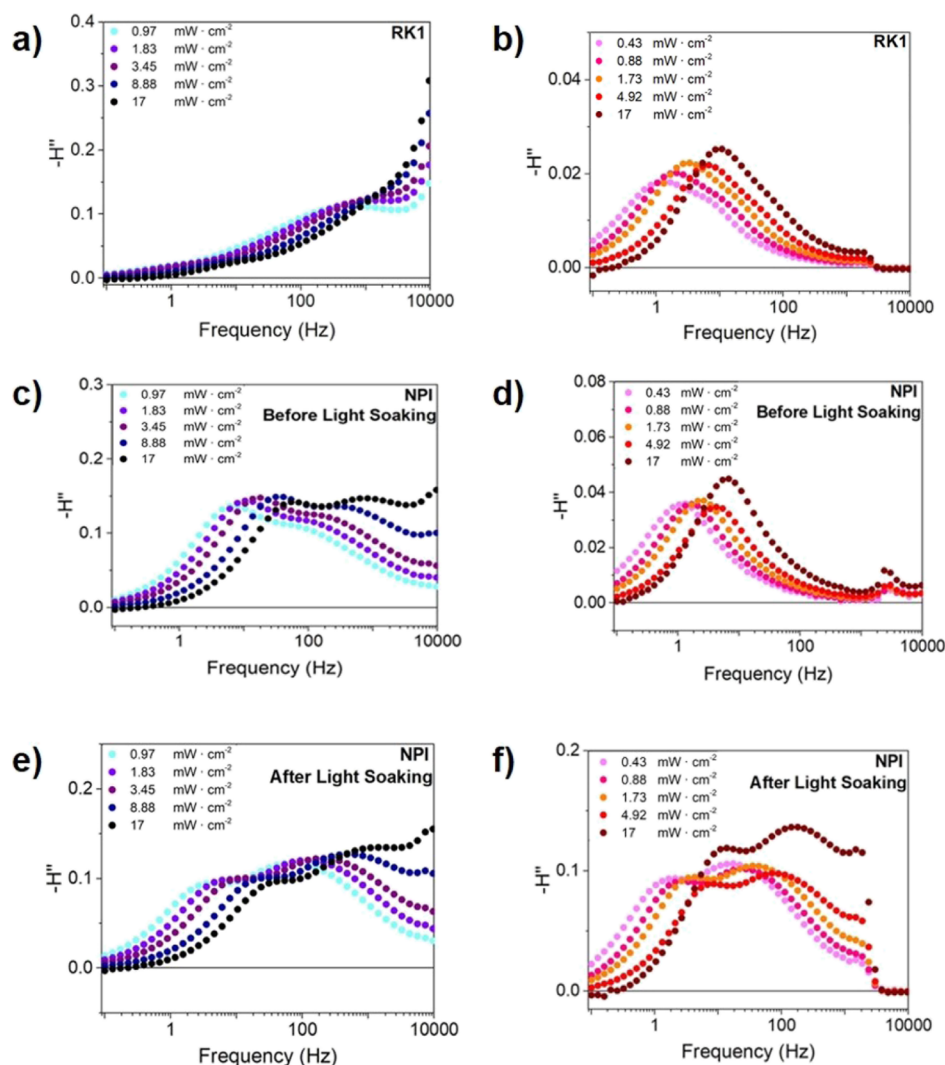 a)
RK1
0.97 mW · cm-2
1.83 mW · cm-2
3.45 mW · cm-2
8.88 mW · cm-2
17 mW · cm-2
0.4
0.3
0.2
0.1
0.0
-H"
1
100
10000
Frequency (Hz)
b)
RK1
0.43 mW · cm-2
0.88 mW · cm-2
1.73 mW · cm-2
4.92 mW · cm-2
17 mW · cm-2
0.04
0.02
0.00
-H"
1
100
10000
Frequency (Hz)
c)
NPI
Before Light Soaking
0.97 mW · cm-2
1.83 mW · cm-2
3.45 mW · cm-2
8.88 mW · cm-2
17 mW · cm-2
0.3
0.2
0.1
0.0
-H"
1
100
10000
Frequency (Hz)
d)
NPI
Before Light Soaking
0.43 mW · cm-2
0.88 mW · cm-2
1.73 mW · cm-2
4.92 mW · cm-2
17 mW · cm-2
0.08
0.06
0.04
0.02
0.00
-H"
1
100
10000
Frequency (Hz)
e)
NPI
After Light Soaking
0.97 mW · cm-2
1.83 mW · cm-2
3.45 mW · cm-2
8.88 mW · cm-2
17 mW · cm-2
0.2
0.1
0.0
-H"
1
100
10000
Frequency (Hz)
f)
NPI
After Light Soaking
0.43 mW · cm-2
0.88 mW · cm-2
1.73 mW · cm-2
4.92 mW · cm-2
17 mW · cm-2
0.2
0.1
0.0
-H"
1
100
10000
Frequency (Hz)